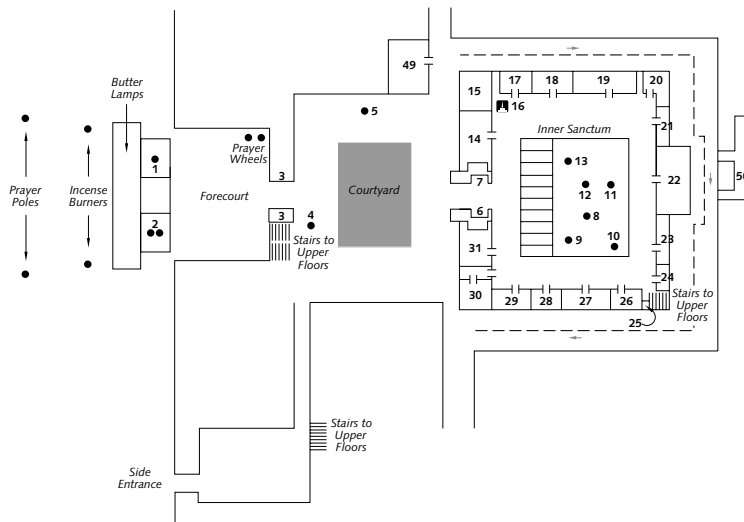 49
15
17
18
19
20
16
5
Butter
Lamps
14
21
Inner Sanctum
Prayer
Wheels
1
3
13
7
12
11
22
50
Prayer
Poles
Incense
Burners
Forecourt
Courtyard
2
3
4
6
8
9
10
23
Stairs to
Upper
Floors
31
24
30
29
28
27
26
25
Stairs to
Upper
Floors
Stairs to
Upper
Floors
Side
Entrance